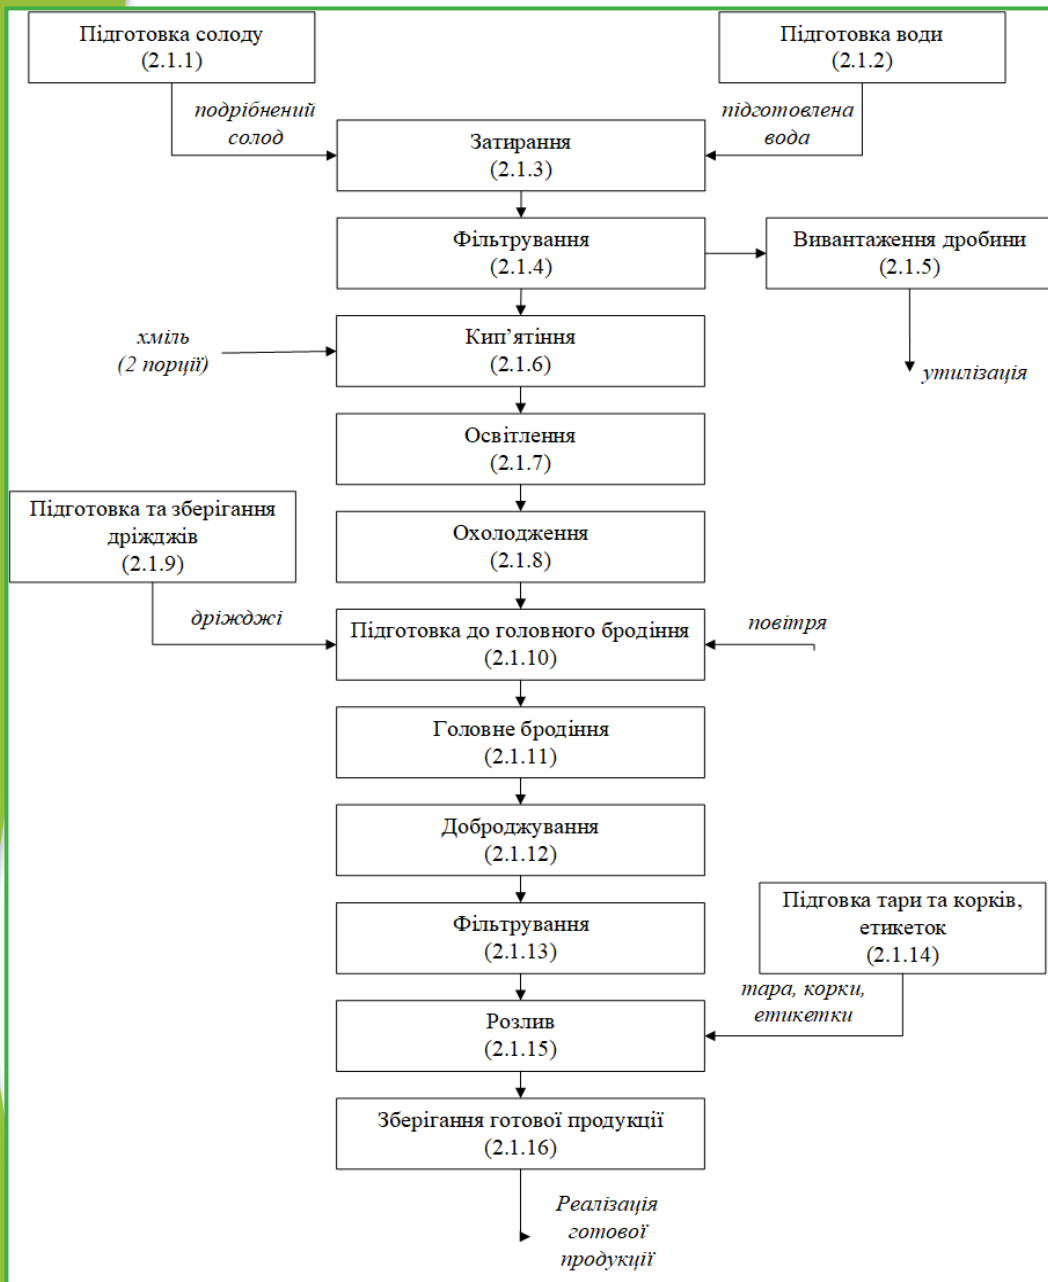 Підготовка солоду
(2.1.1)
Підготовка води
(2.1.2)
подрібнений
солод
підготовлена
вода
Затирання
(2.1.3)
Фільтрування
(2.1.4)
Вивантаження дробини
(2.1.5)
хміль
(2 порції)
Кип’ятіння
(2.1.6)
утилізація
Освітлення
(2.1.7)
Підготовка та зберігання
дріжджів
(2.1.9)
Охолодження
(2.1.8)
дріжджі
Підготовка до головного бродіння
(2.1.10)
повітря
Головне бродіння
(2.1.11)
Доброджування
(2.1.12)
Фільтрування
(2.1.13)
Підговка тари та корків,
етикеток
(2.1.14)
тара, корки,
етикетки
Розлив
(2.1.15)
Зберігання готової продукції
(2.1.16)
Реалізація
готової
продукції